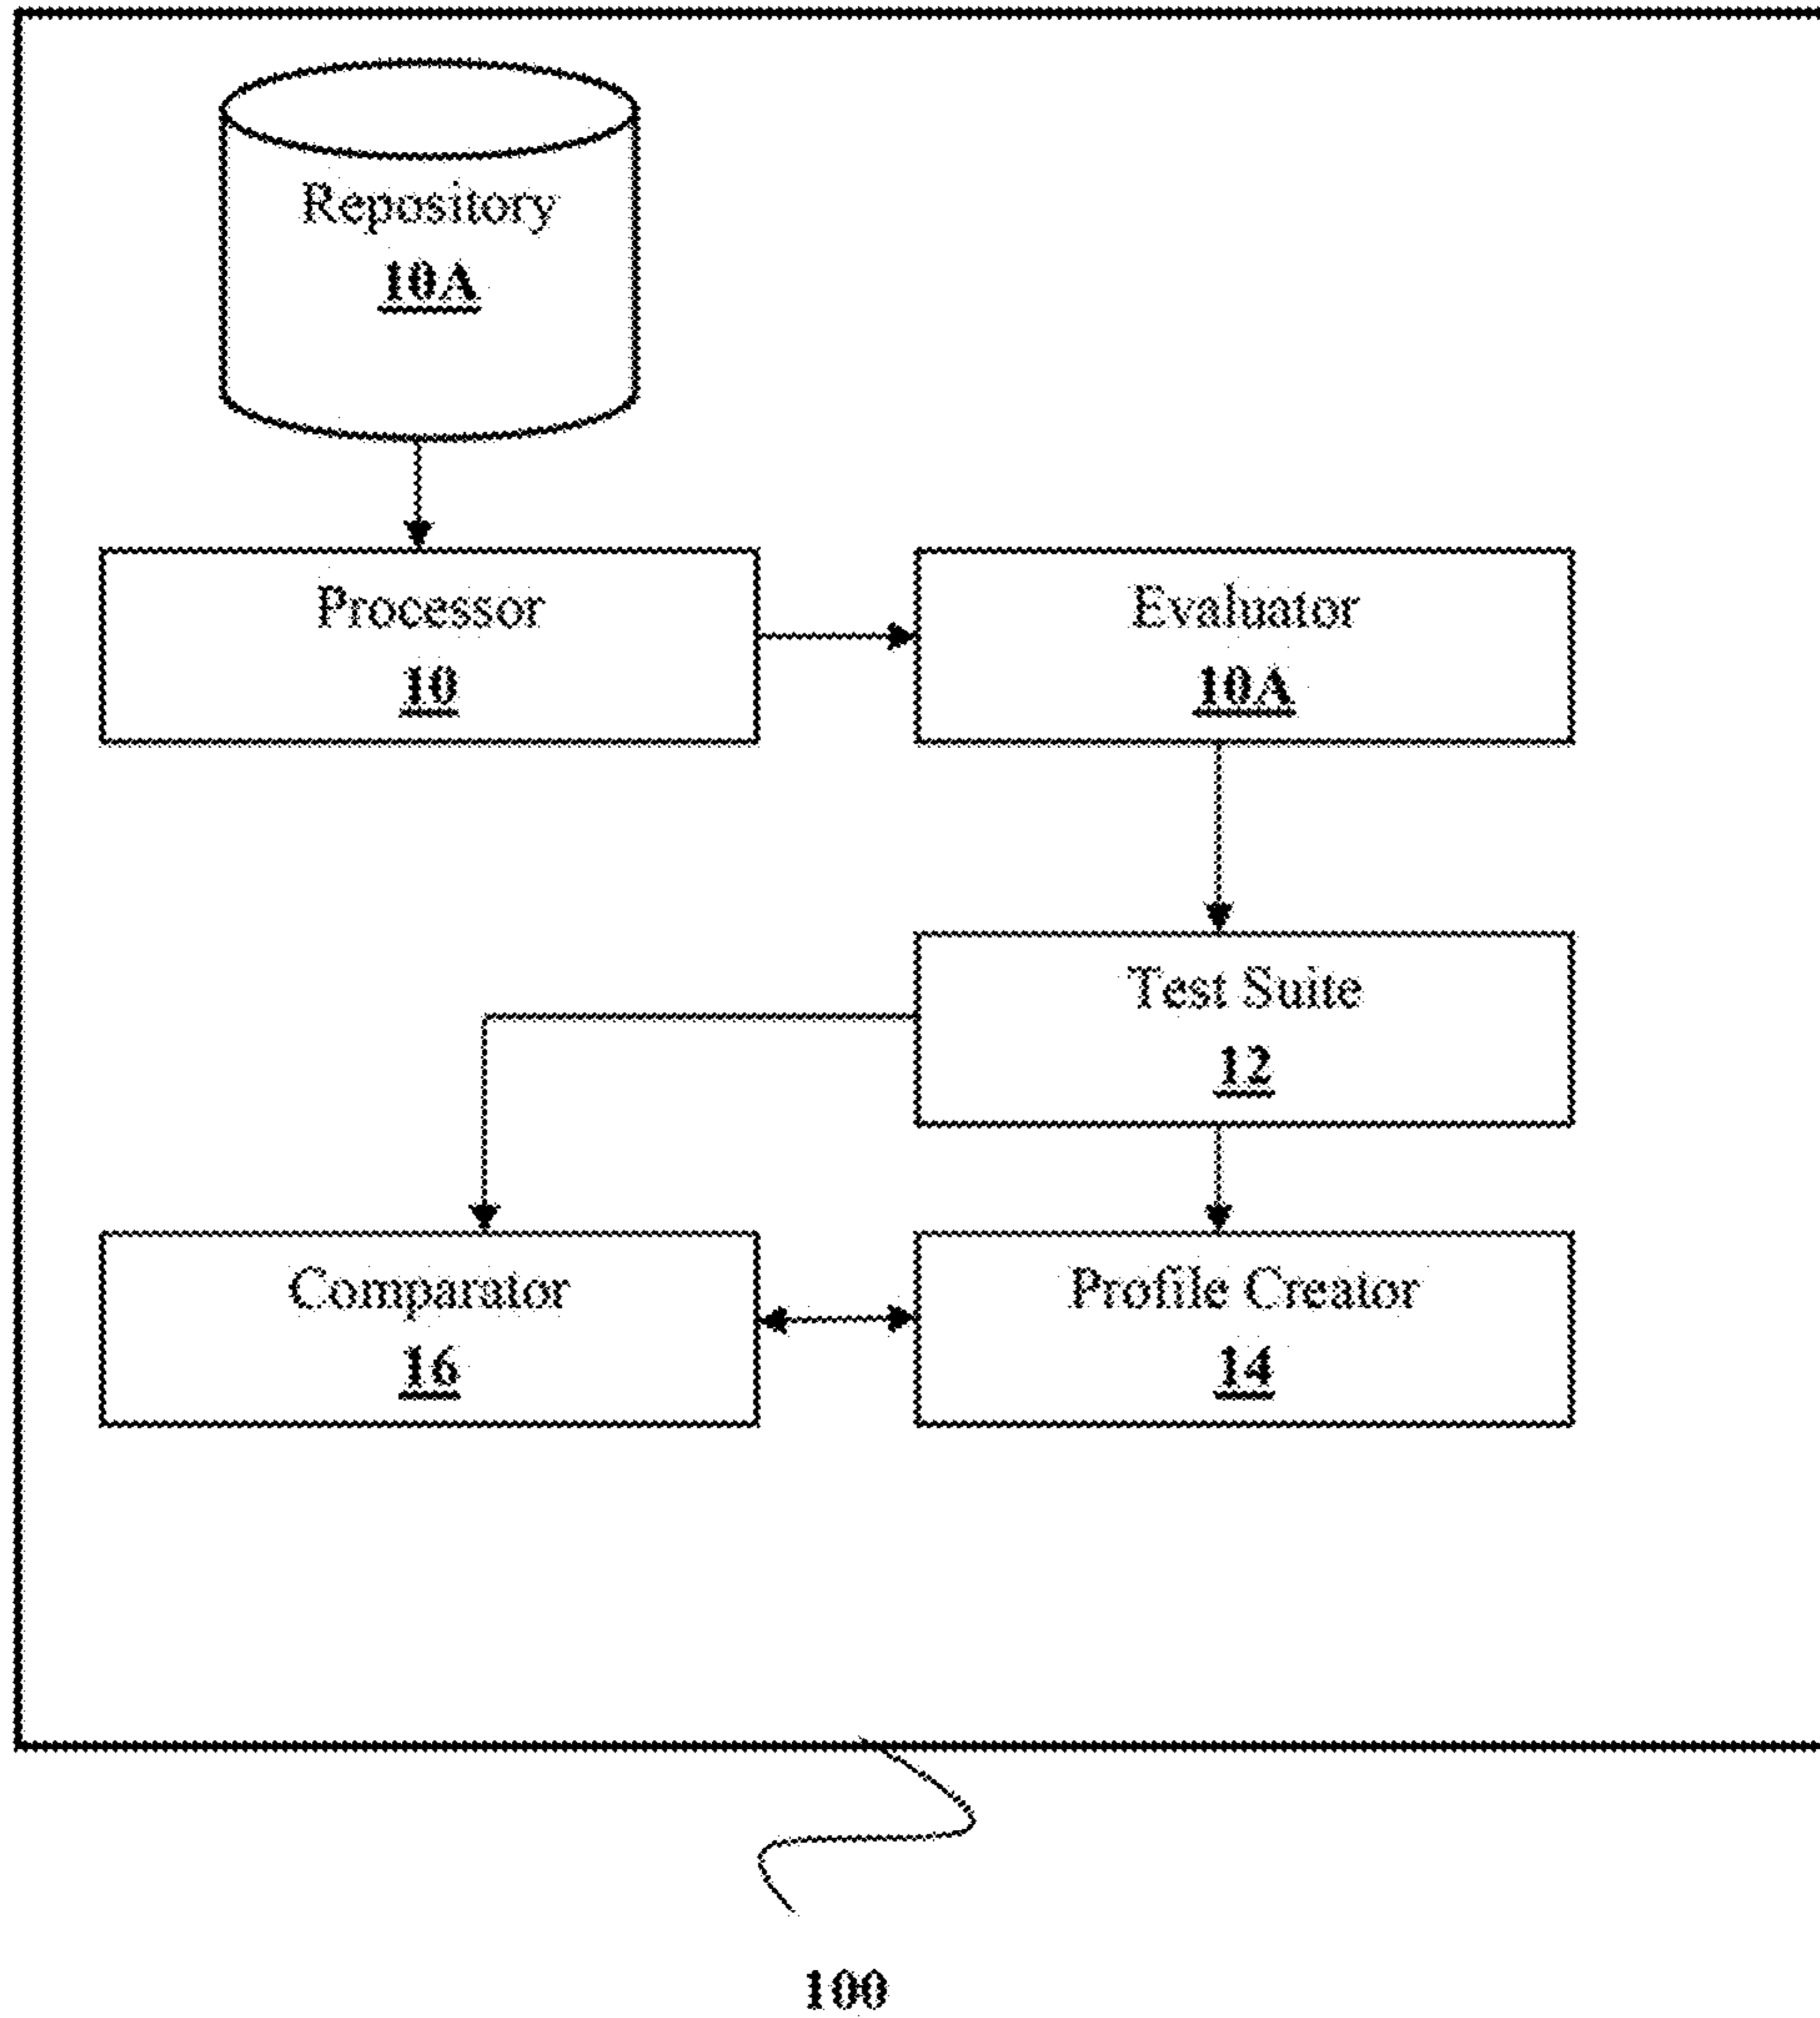 Repository
10A
Processor
10
Evaluator
10A
Test Suite
12
Comparator
16
Profile Creator
14
100